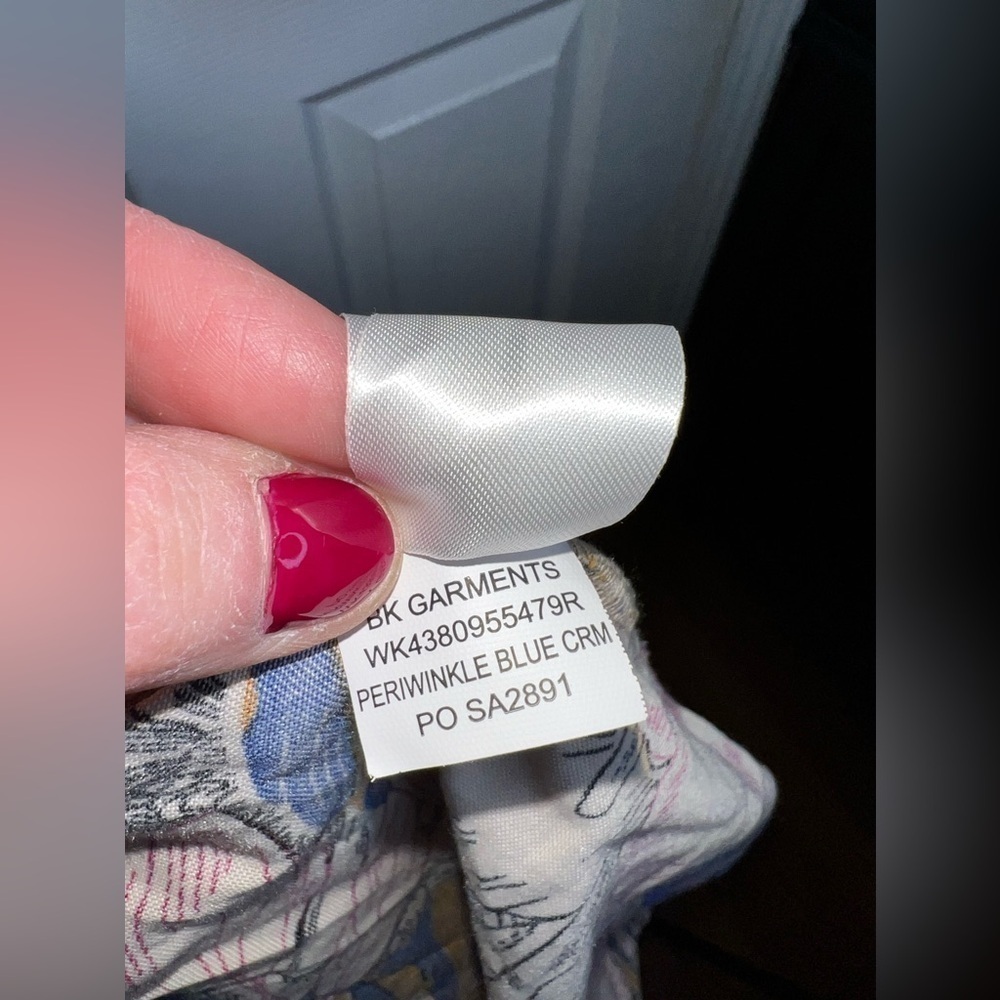 BK GARMENTS
WK4380955479R
PERIWINKLE BLUE CRM
PO SA2891